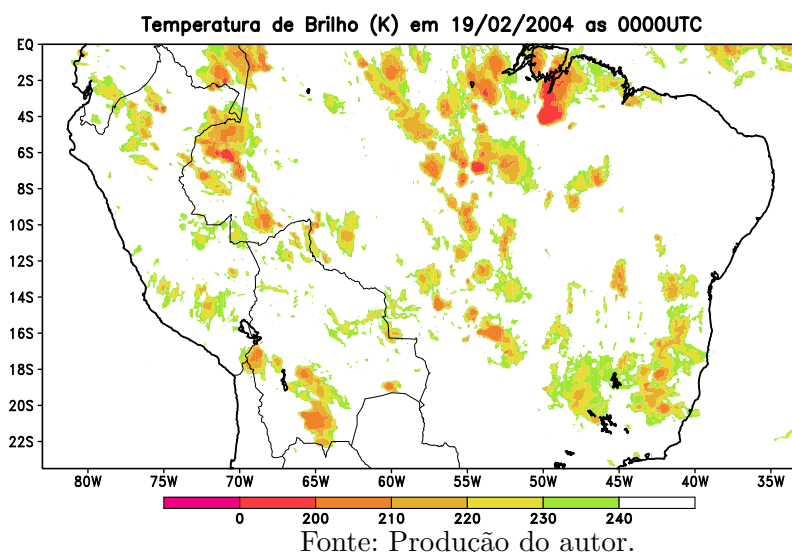 Temperatura de Brilho (K) em 19/02/2004 as 0000UTC
EQ
2S
4S
6S
8S
10S
12S
14S
16S
18S
20S
22S
80W 75W 70W 65W 60W 55W 50W 45W 40W 35W
0 200 210 220 230 240
Fonte: Producão do autor.